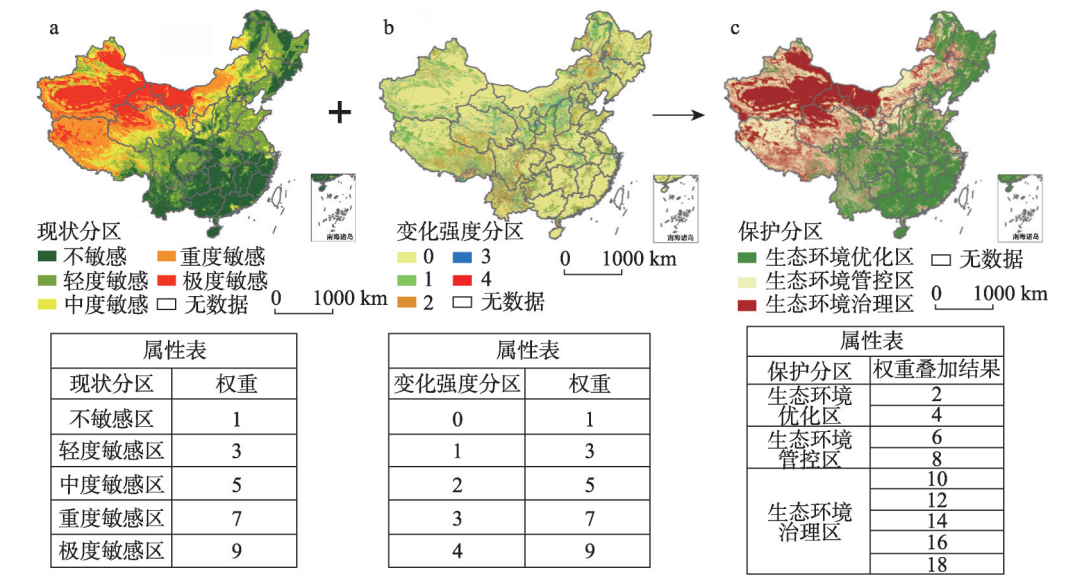 a
南海诸岛
现状分区
不敏感 重度敏感
轻度敏感 极度敏感
中度敏感 无数据
0 1000 km
+
b
南海诸岛
变化强度分区
0 3
1 4
2 无数据
0 1000 km
c
南海诸岛
保护分区
生态环境优化区 无数据
生态环境管控区
生态环境治理区
0 1000 km
属性表
现状分区 权重
不敏感区 1
轻度敏感区 3
中度敏感区 5
重度敏感区 7
极度敏感区 9
属性表
变化强度分区 权重
0 1
1 3
2 5
3 7
4 9
属性表
保护分区 权重叠加结果
生态环境
优化区
2
4
生态环境
管控区
6
8
生态环境
治理区
10
12
14
16
18